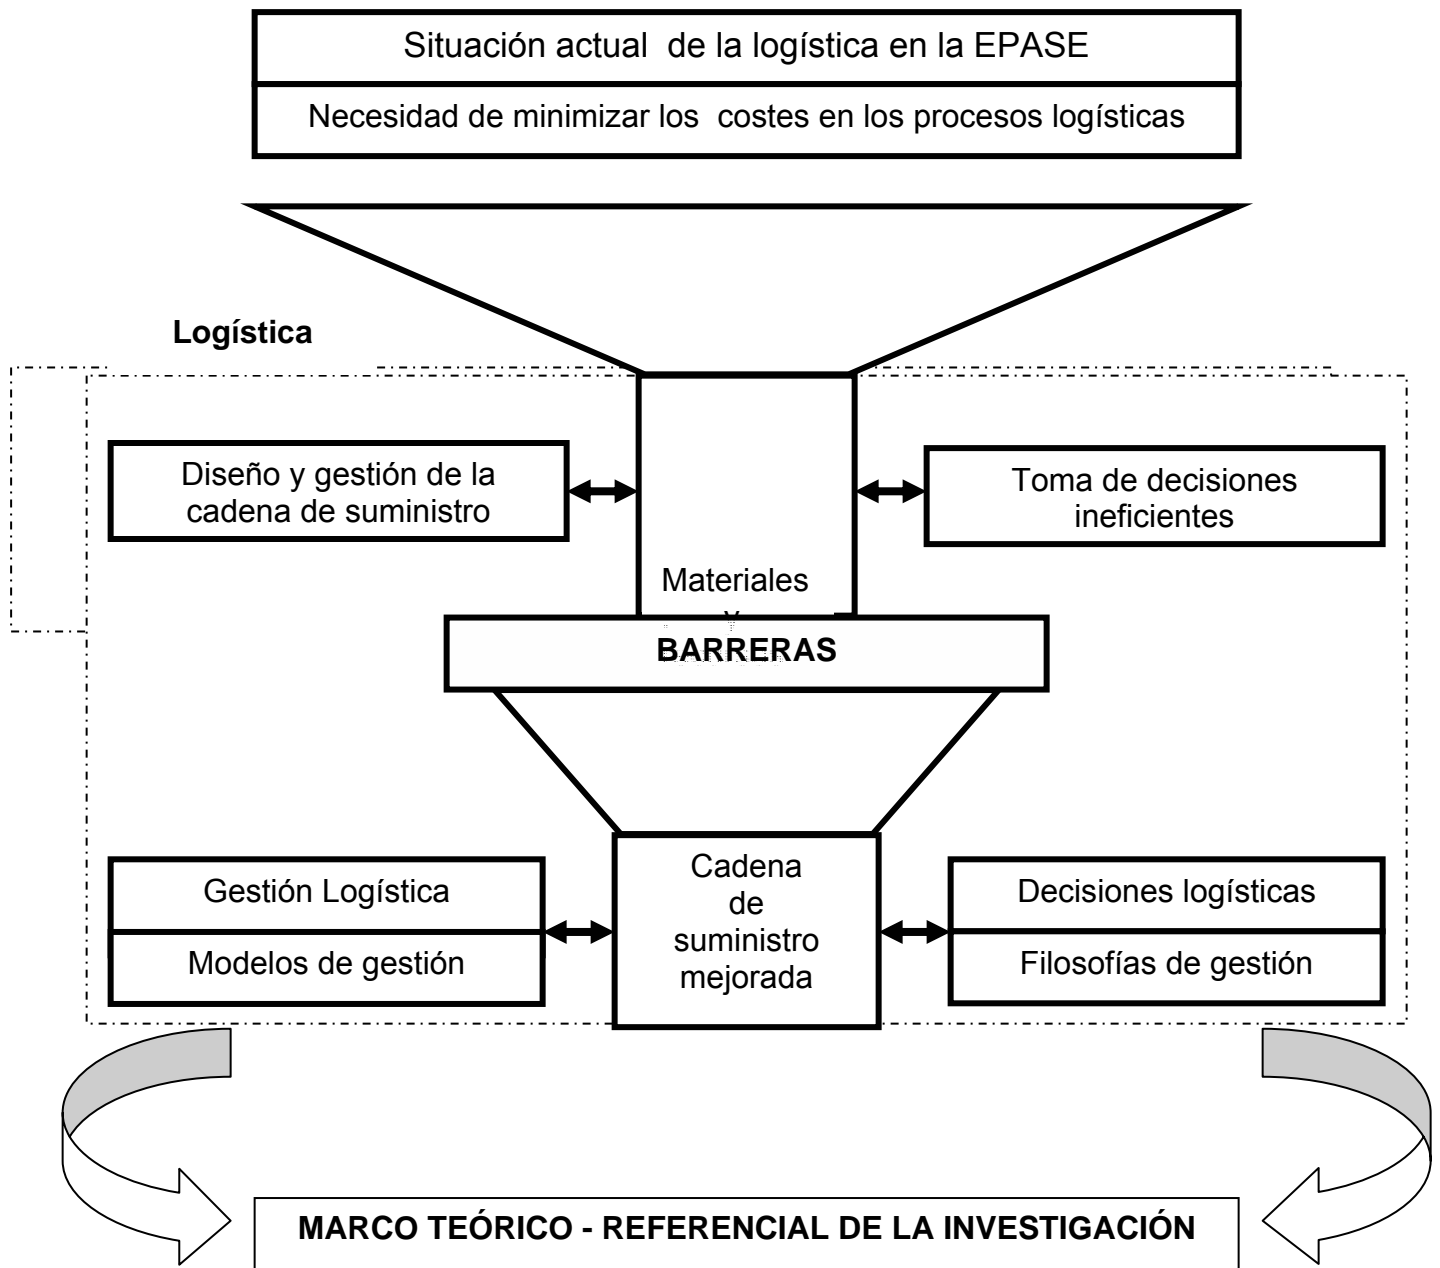 Situación actual de la logística en la EPASE
Necesidad de minimizar los costes en los procesos logísticas
Logística
Diseño y gestión de la
cadena de suministro
Toma de decisiones
ineficientes
Materiales
y
BARRERAS
Gestión Logística
Modelos de gestión
Cadena
de
suministro
mejorada
Decisiones logísticas
Filosofías de gestión
MARCO TEÓRICO - REFERENCIAL DE LA INVESTIGACIÓN